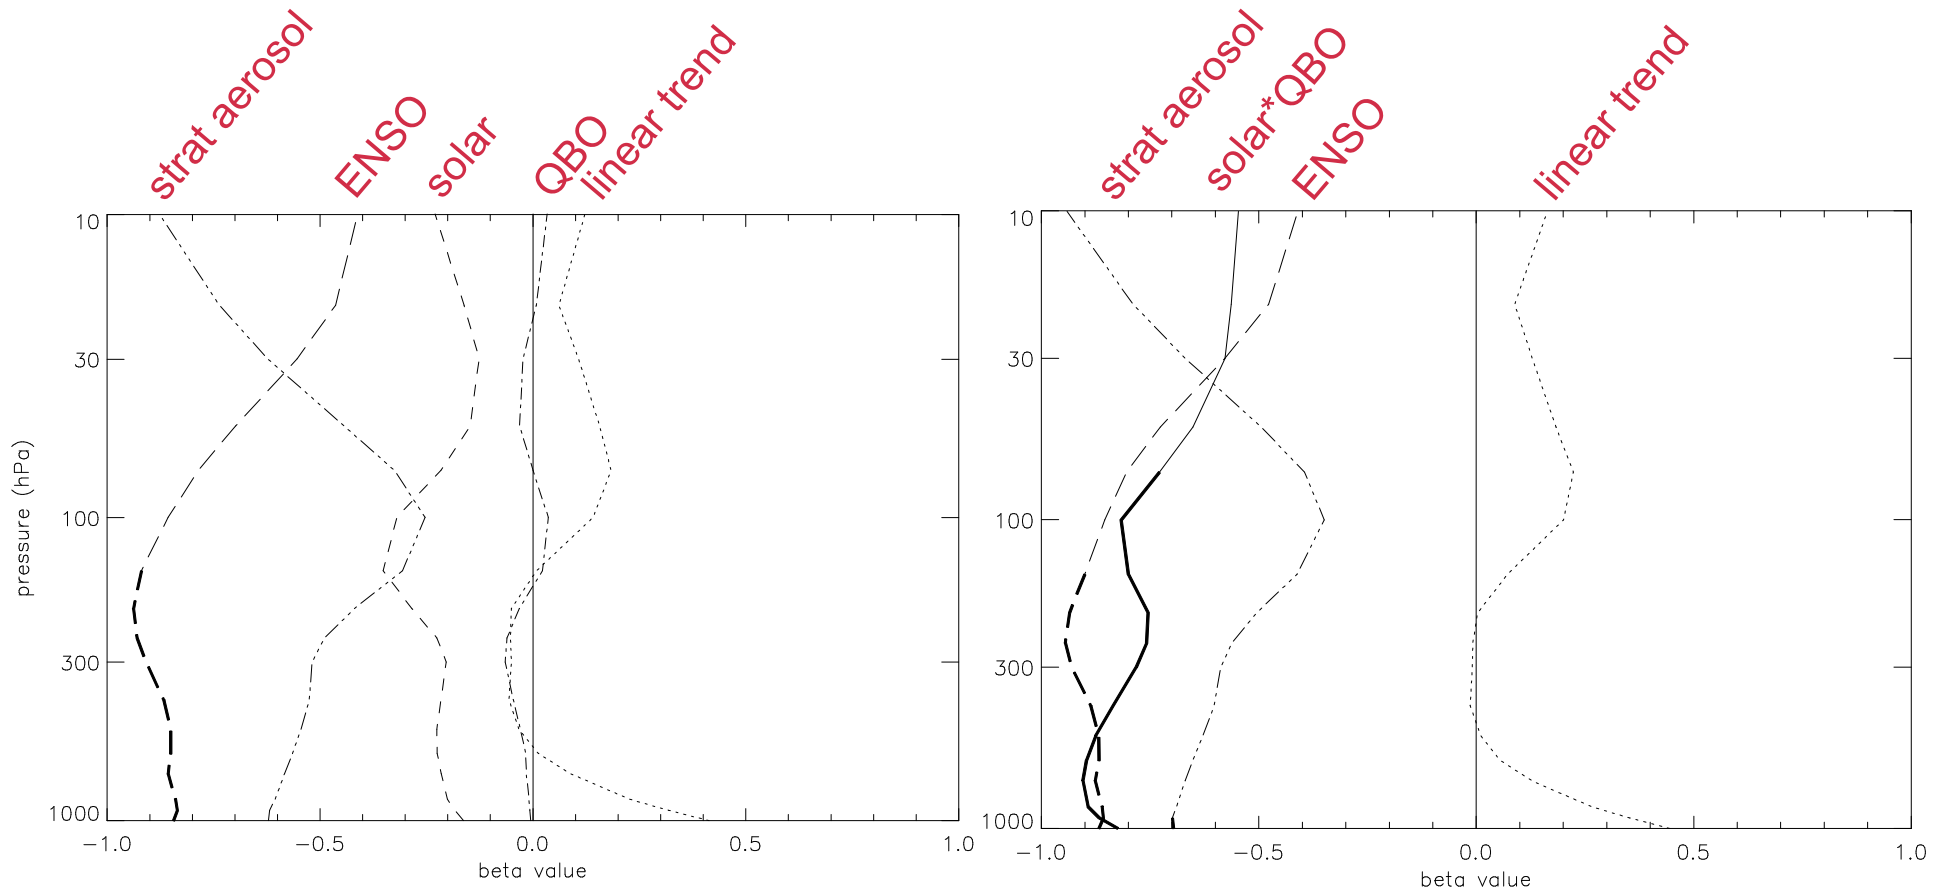 strat aerosol
ENSO
solar
QBO
linear trend
10
30
100
300
1000
pressure (hPa)
−1.0
−0.5
0.0
0.5
1.0
beta value
strat aerosol
solar*QBO
ENSO
linear trend
10
30
100
300
1000
−1.0
−0.5
0.0
0.5
1.0
beta value